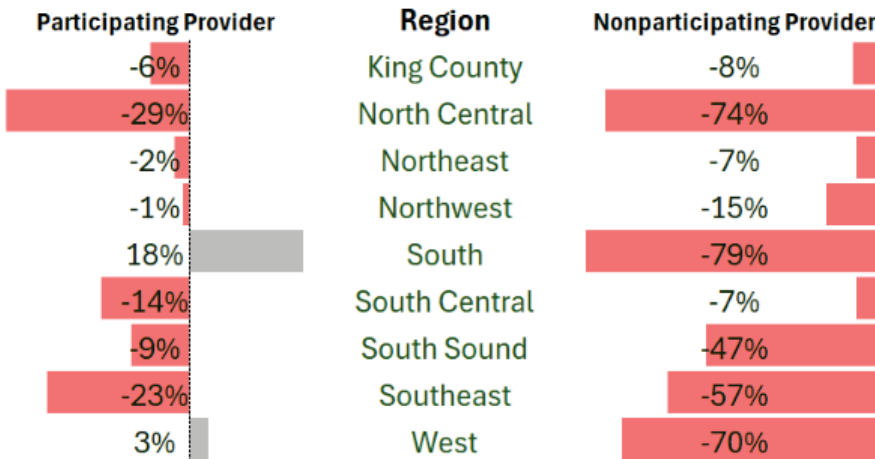 Participating Provider Region Nonparticipating Provider
-6% King County -8%
-29% North Central -74%
-2% Northeast -7%
-1% Northwest -15%
18% South -79%
-14% South Central -7%
-9% South Sound -47%
-23% Southeast -57%
3% West -70%